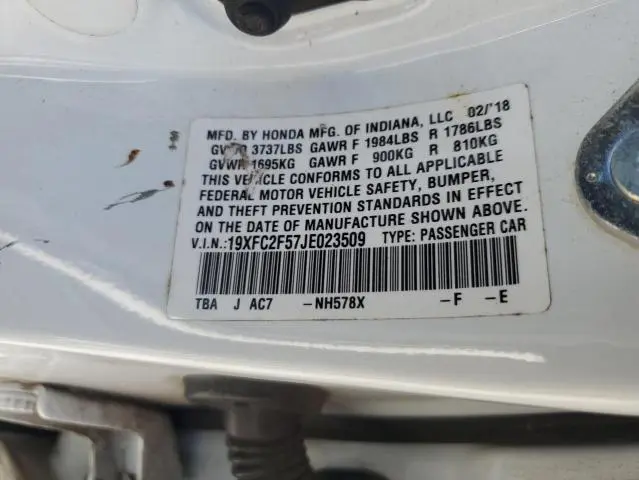 MFD. BY HONDA MFG. OF INDIANA, LLC 02/'18
3737LBS GAWR F 1984LBS R 1786LBS
GVWR 1695KG GAWR F 900KG R 810KG
THIS VEHICLE CONFORMS TO ALL APPLICABLE
FEDERAL MOTOR VEHICLE SAFETY, BUMPER,
AND THEFT PREVENTION STANDARDS IN EFFECT
ON THE DATE OF MANUFACTURE SHOWN ABOVE.
V.I.N.:19XFC2F57JE023509 TYPE: PASSENGER CAR
TBA J AC7 -NH578X -F -E